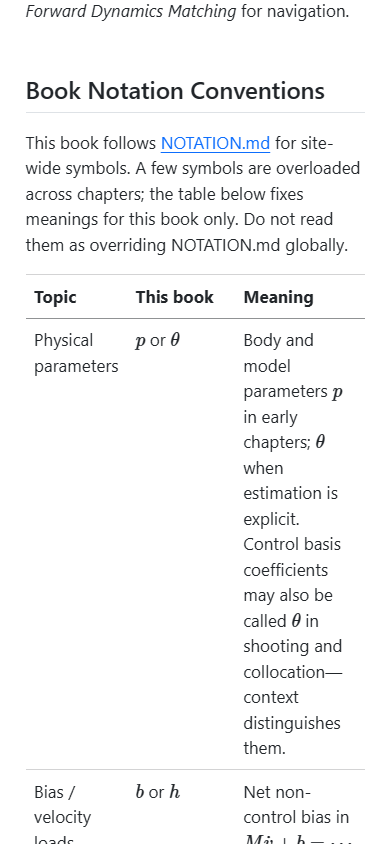 Forward Dynamics Matching for navigation.
Book Notation Conventions
This book follows NOTATION.md for site-
wide symbols. A few symbols are overloaded
across chapters; the table below fixes
meanings for this book only. Do not read
them as overriding NOTATION.md globally.
Topic This book Meaning
Physical parameters p or θ Body and
model
parameters p
in early
chapters; θ
when
estimation is
explicit.
Control basis
coefficients
may also be
called θ in
shooting and
collocation—
context
distinguishes
them.
Bias / velocity loads b or h Net non-
control bias in